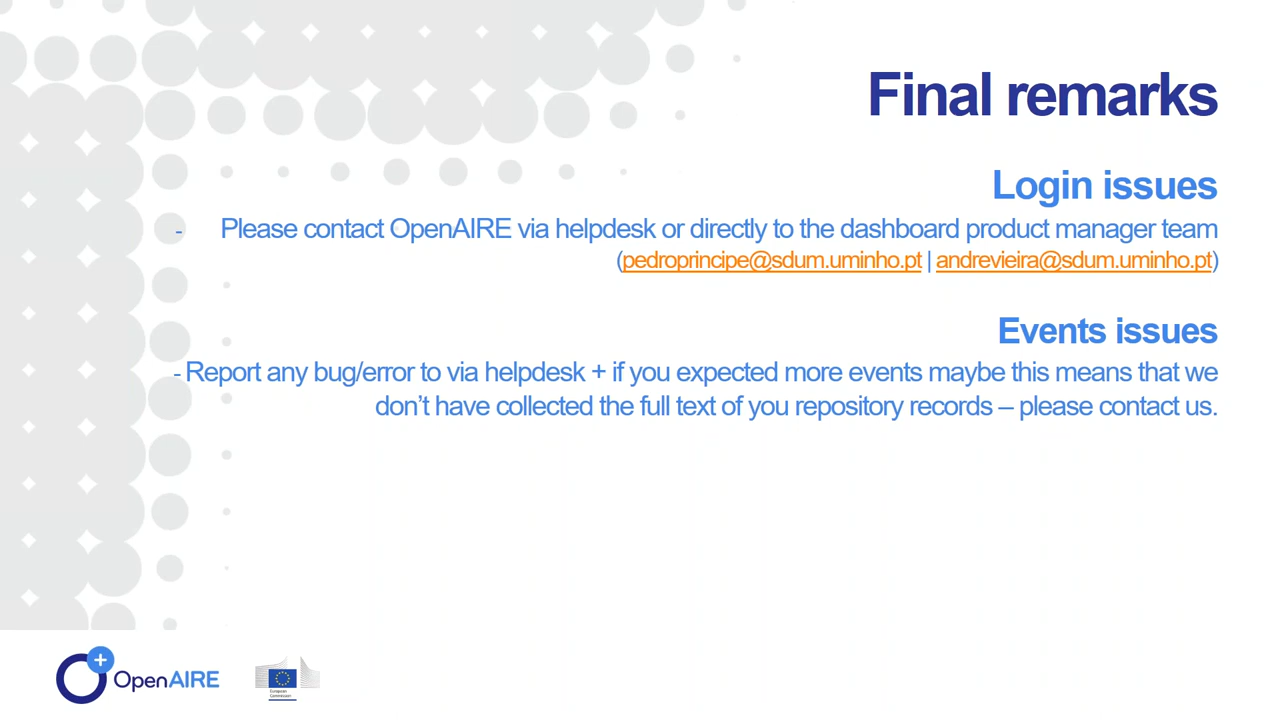 Final remarks
Login issues
- Please contact OpenAIRE via helpdesk or directly to the dashboard product manager team
(pedroprincipe@sdum.uminho.pt | andrevieira@sdum.uminho.pt)
Events issues
- Report any bug/error to via helpdesk + if you expected more events maybe this means that we
don't have collected the full text of you repository records – please contact us.
OpenAIRE
European
Commission